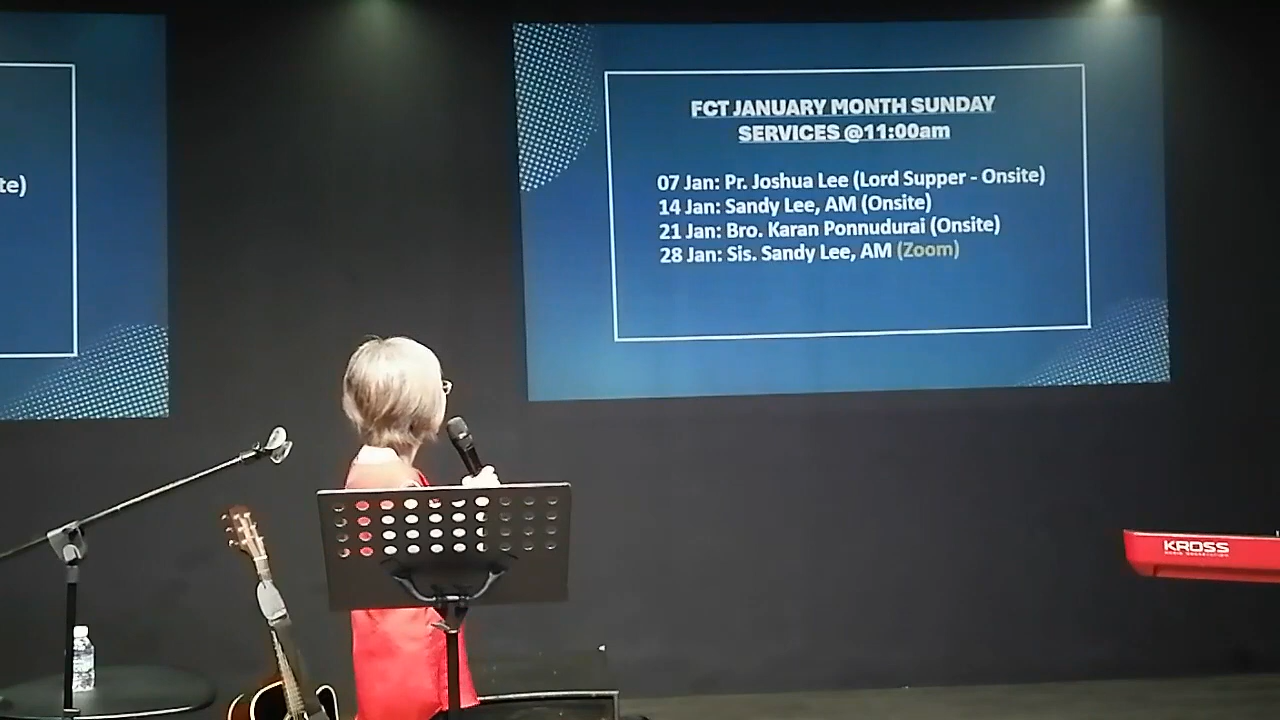 te)
FCT JANUARY MONTH SUNDAY
SERVICES @11:00am
07 Jan: Pr. Joshua Lee (Lord Supper - Onsite)
14 Jan: Sandy Lee, AM (Onsite)
21 Jan: Bro. Karan Ponnudurai (Onsite)
28 Jan: Sis. Sandy Lee, AM (Zoom)
KROSS